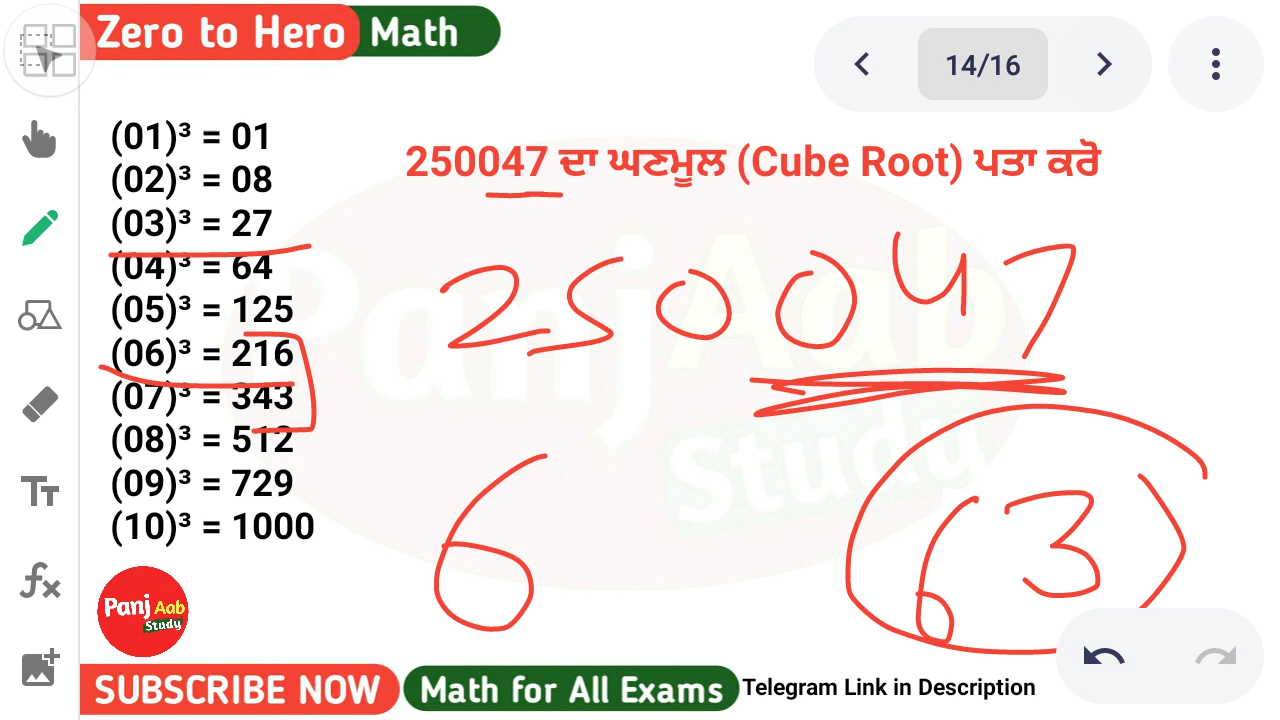 Zero to Hero Math
14/16
(01)³ = 01
(02)³ = 08
(03)³ = 27
(04)³ = 64
(05)³ = 125
(06)³ = 216
(07)³ = 343
(08)³ = 512
(09)³ = 729
(10)³ = 1000
250047 ਦਾ ਘਣਮੂਲ (Cube Root) ਪਤਾ ਕਰੋ
250047
6
63
PanjAab
Study
Panj Aab
Study
SUBSCRIBE NOW Math for All Exams Telegram Link in Description